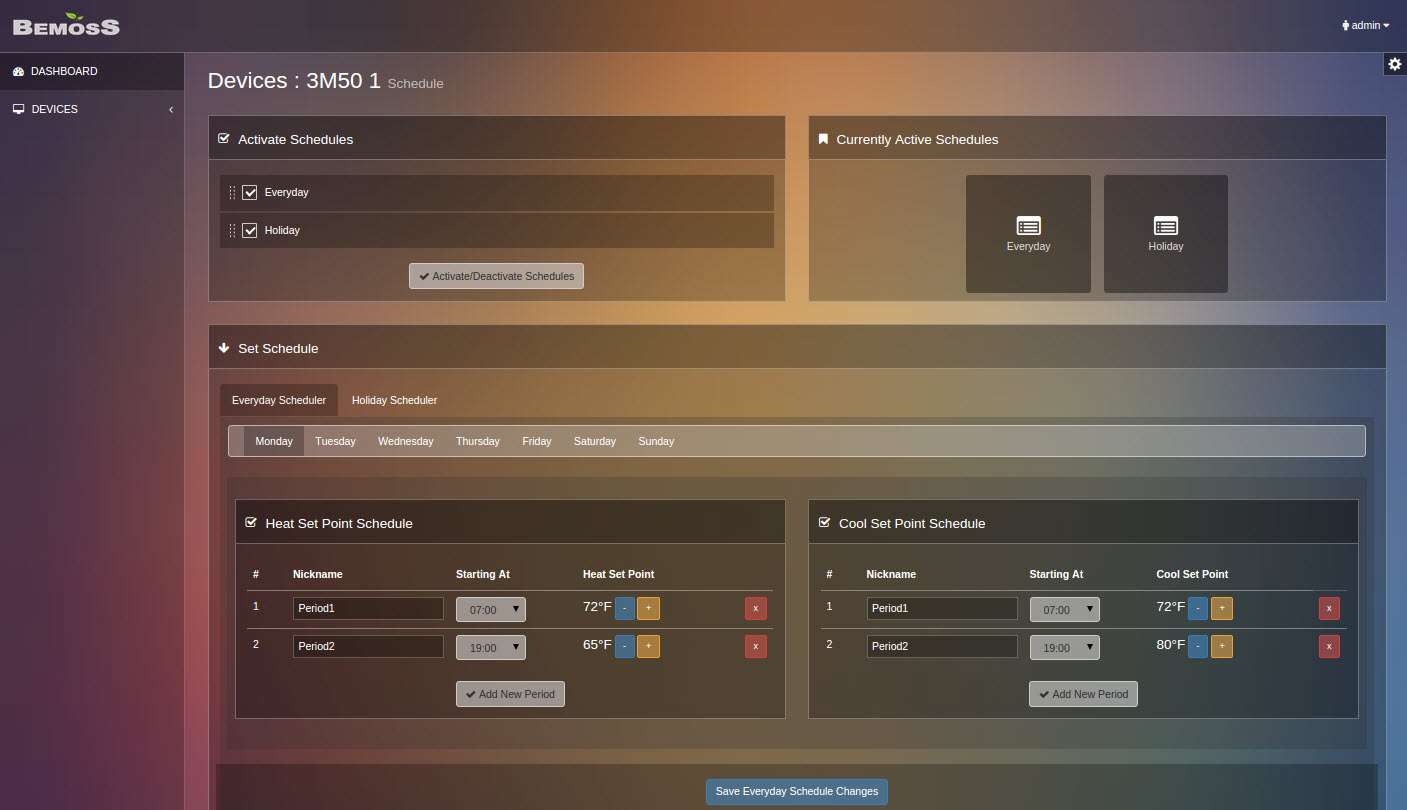 BEMOSS
admin
DASHBOARD
DEVICES
Devices : 3M50 1 Schedule
Activate Schedules
Everyday
Holiday
Activate/Deactivate Schedules
Currently Active Schedules
Everyday
Holiday
Set Schedule
Everyday Scheduler Holiday Scheduler
Monday Tuesday Wednesday Thursday Friday Saturday Sunday
Heat Set Point Schedule
# Nickname Starting At Heat Set Point
1 Period1 07:00 72°F - + x
2 Period2 19:00 65°F - + x
Add New Period
Cool Set Point Schedule
# Nickname Starting At Cool Set Point
1 Period1 07:00 72°F - + x
2 Period2 19:00 80°F - + x
Add New Period
Save Everyday Schedule Changes